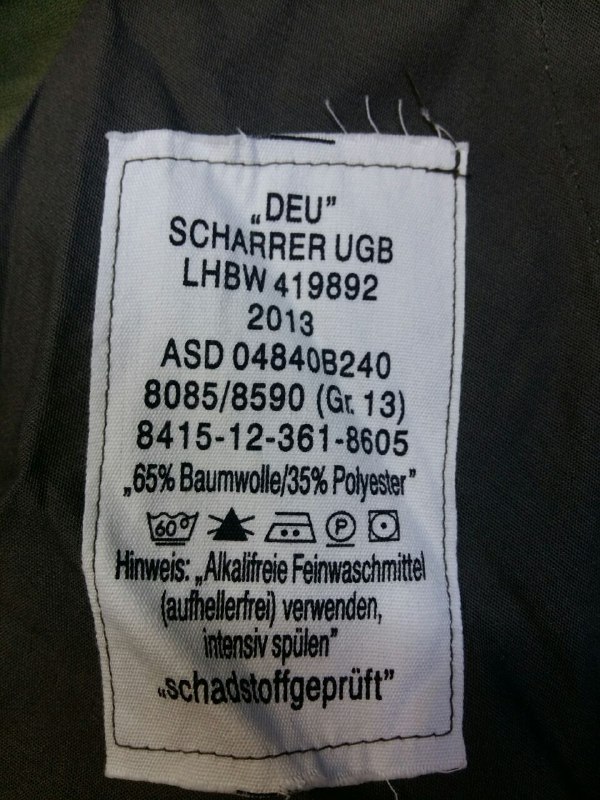 „DEU”
SCHARRER UGB
LHBW 419892
2013
ASD 04840B240
8085/8590 (Gr. 13)
8415-12-361-8605
„65% Baumwolle/35% Polyester”
60 P
Hinweis: „Alkalifreie Feinwaschmittel
(aufhellerfrei) verwenden,
intensiv spülen”
„schadstoffgeprüft”